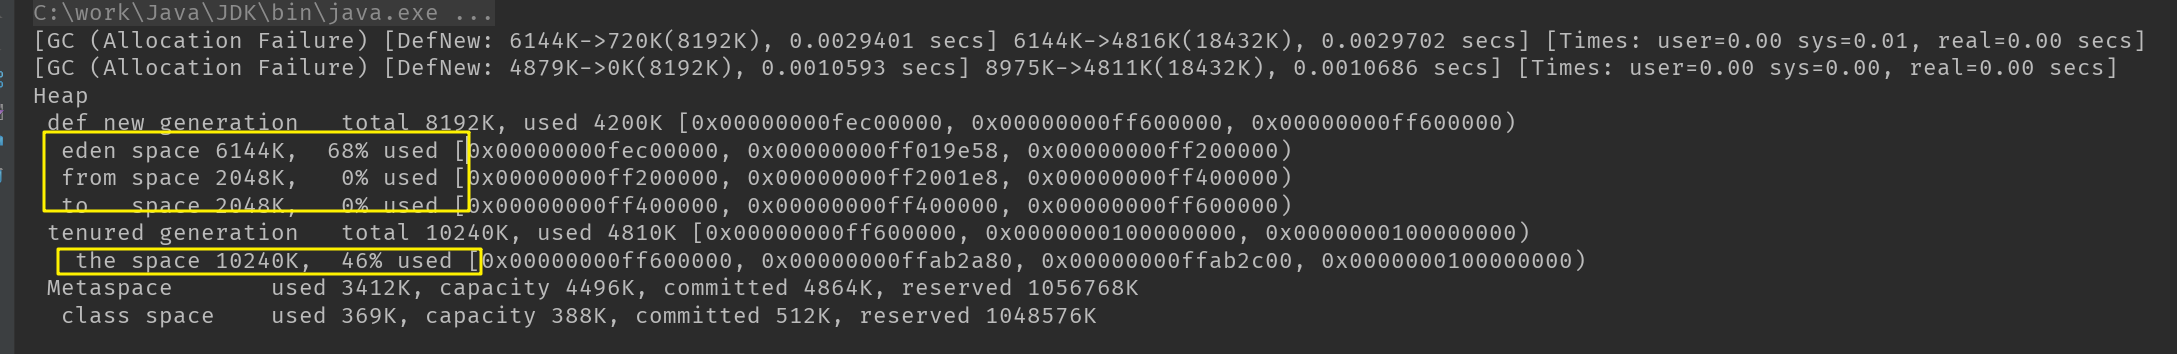 C:\work\Java\JDK\bin\java.exe ...
[GC (Allocation Failure) [DefNew: 6144K->720K(8192K), 0.0029401 secs] 6144K->4816K(18432K), 0.0029702 secs] [Times: user=0.00 sys=0.01, real=0.00 secs]
[GC (Allocation Failure) [DefNew: 4879K->0K(8192K), 0.0010593 secs] 8975K->4811K(18432K), 0.0010686 secs] [Times: user=0.00 sys=0.00, real=0.00 secs]
Heap
 def new generation   total 8192K, used 4200K [0x00000000fec00000, 0x00000000ff600000, 0x00000000ff600000)
  eden space 6144K,  68% used [0x00000000fec00000, 0x00000000ff019e58, 0x00000000ff200000)
  from space 2048K,   0% used [0x00000000ff200000, 0x00000000ff2001e8, 0x00000000ff400000)
  to   space 2048K,   0% used [0x00000000ff400000, 0x00000000ff400000, 0x00000000ff600000)
 tenured generation   total 10240K, used 4810K [0x00000000ff600000, 0x0000000100000000, 0x0000000100000000)
   the space 10240K,  46% used [0x00000000ff600000, 0x00000000ffab2a80, 0x00000000ffab2c00, 0x0000000100000000)
 Metaspace       used 3412K, capacity 4496K, committed 4864K, reserved 1056768K
  class space    used 369K, capacity 388K, committed 512K, reserved 1048576K